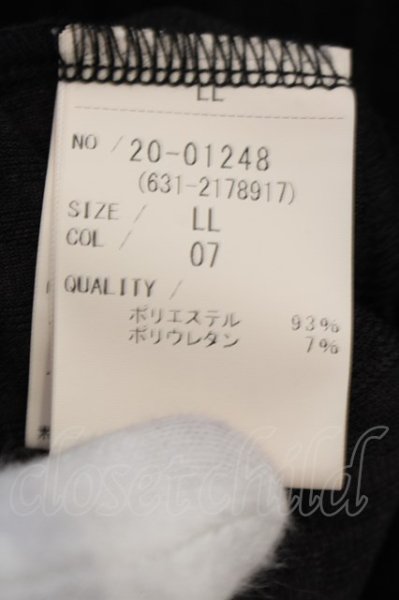 LL
NO / 20-01248
(631-2178917)
SIZE / LL
COL / 07
QUALITY /
ポリエステル 93%
ポリウレタン 7%
closetchild